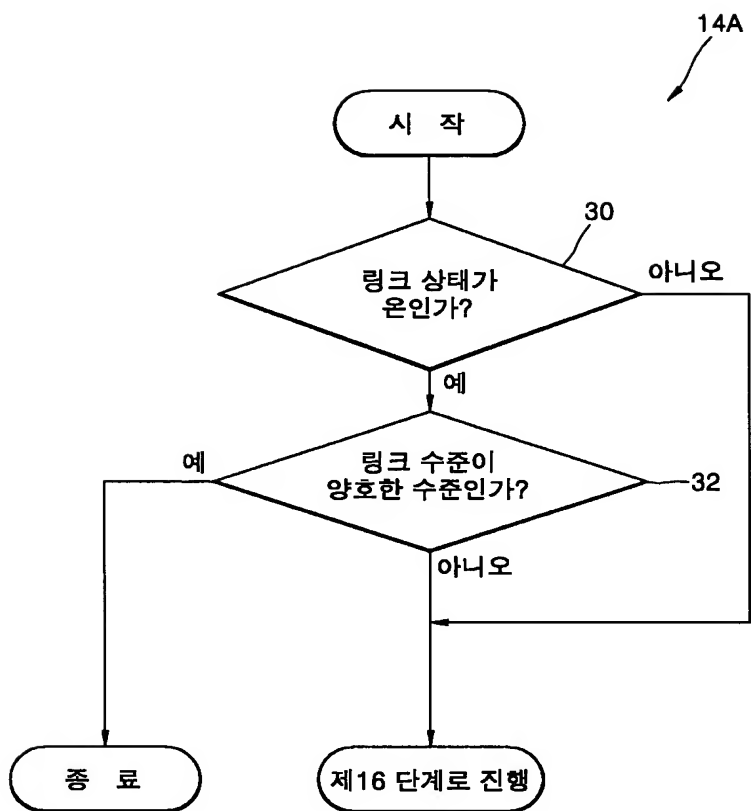 14A
시 작
30
링크 상태가
온인가?
아니오
예
링크 수준이
양호한 수준인가?
예
32
아니오
종 료
제16 단계로 진행